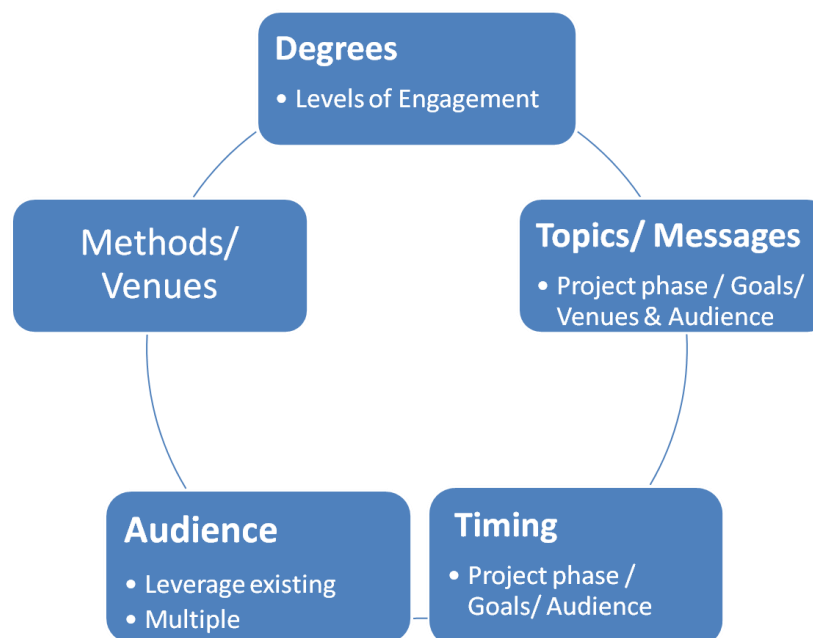 Degrees
• Levels of Engagement
Topics/ Messages
• Project phase / Goals/
Venues & Audience
Timing
• Project phase /
Goals/ Audience
Audience
• Leverage existing
• Multiple
Methods/
Venues